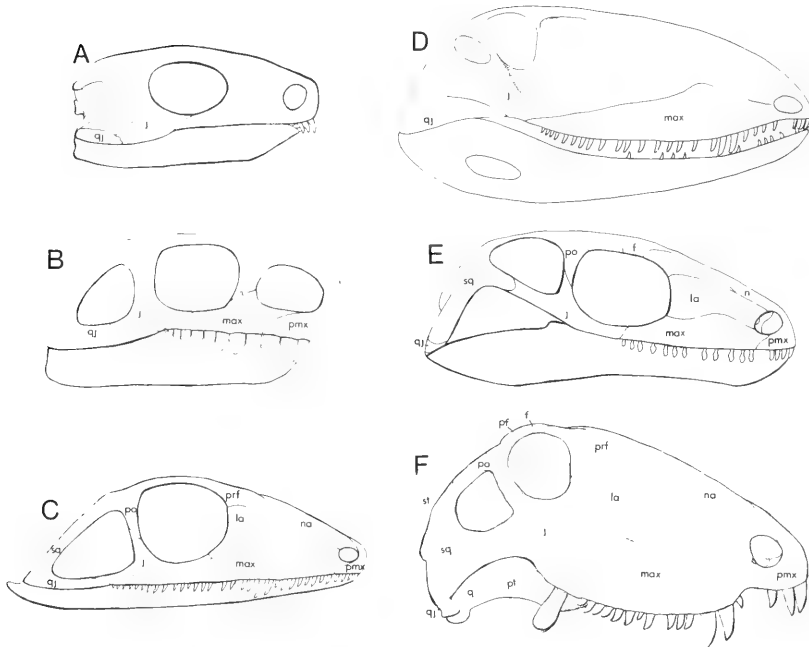 A
j
qj
B
qj
j
max
pmx
C
sq
po
prf
la
na
j
max
pmx
qj
D
j
qj
max
E
sq
po
f
n
la
j
max
pmx
qj
F
pf
f
prf
po
st
la
na
j
sq
max
pmx
q
pt
qj